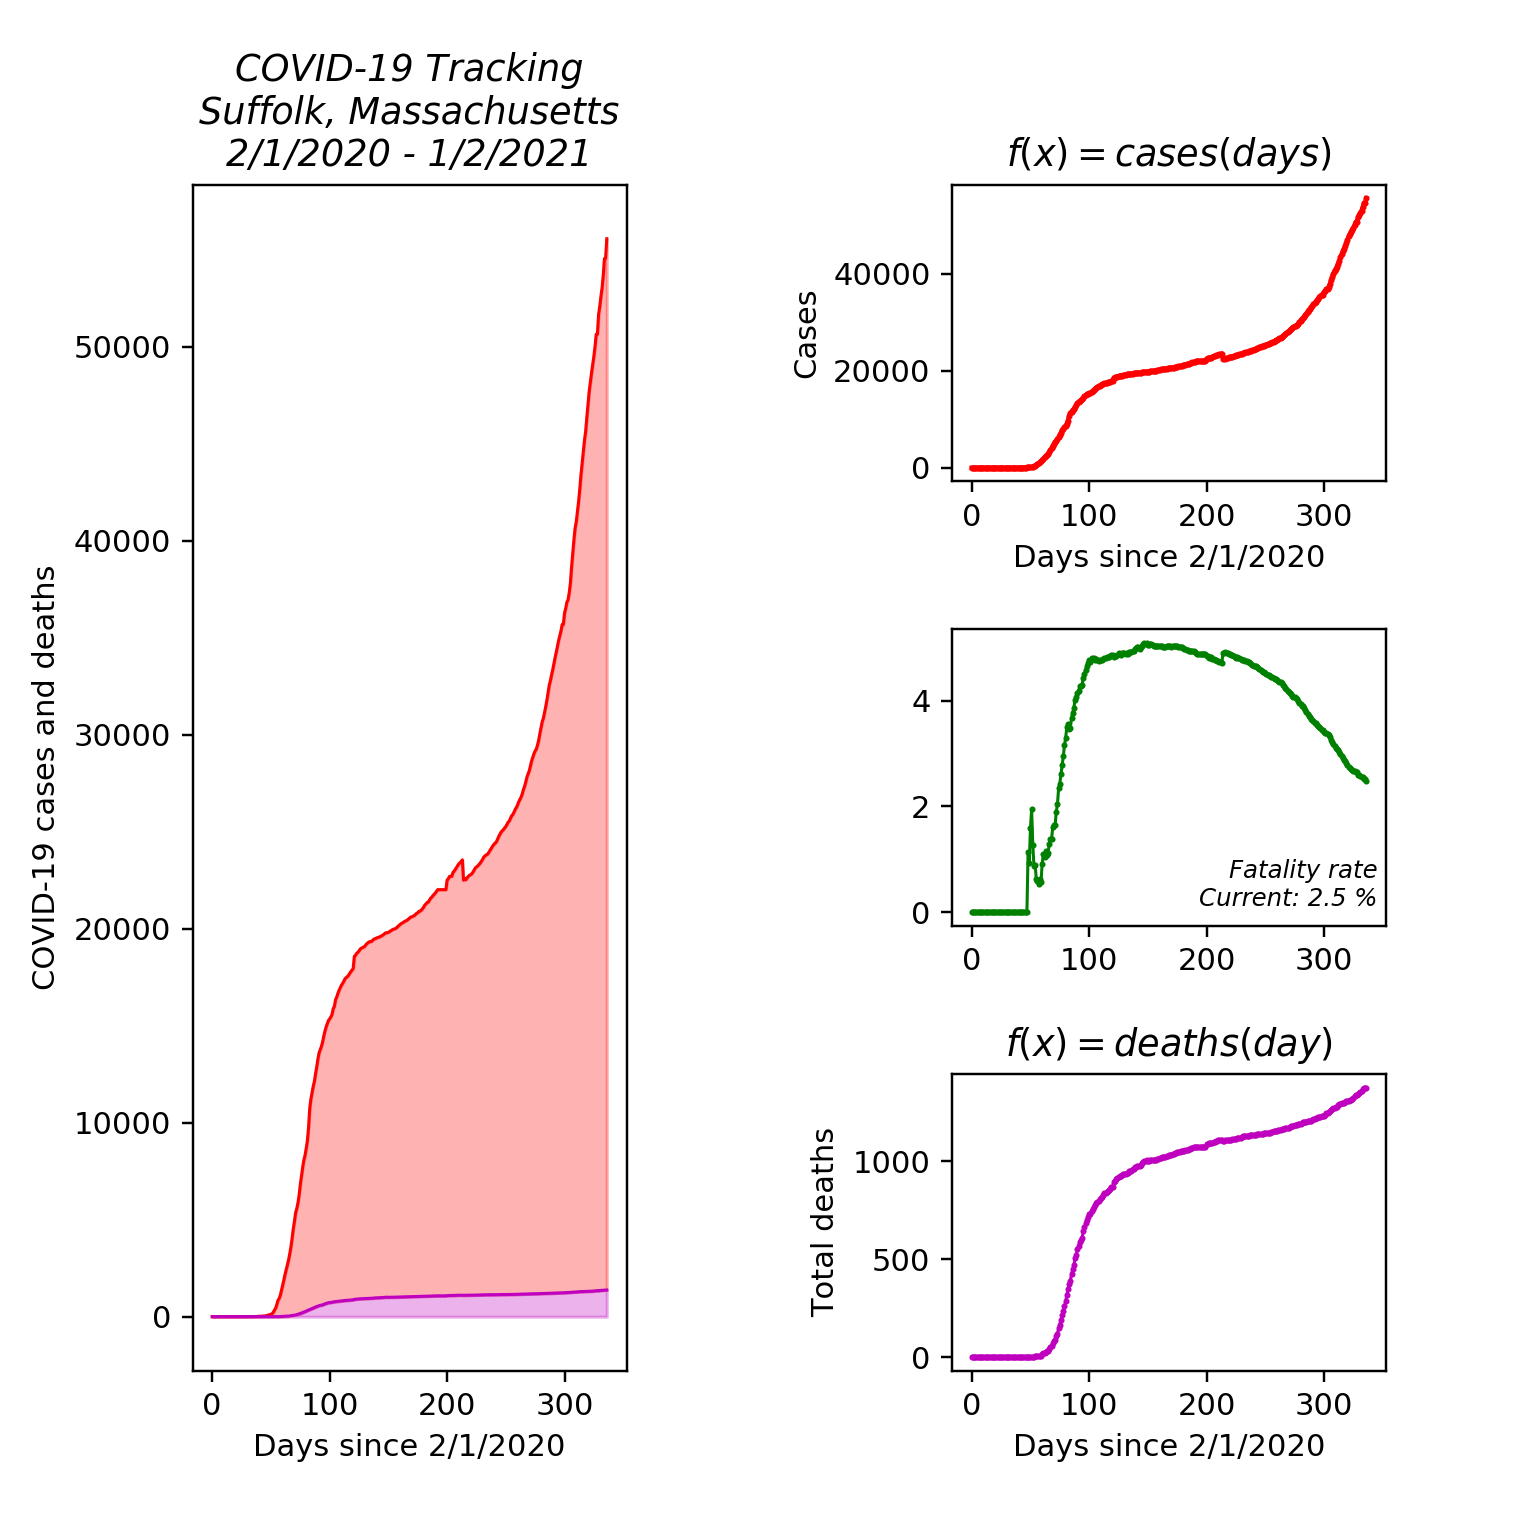 COVID-19 Tracking
Suffolk, Massachusetts
2/1/2020 - 1/2/2021
COVID-19 cases and deaths
50000
40000
30000
20000
10000
0
0 100 200 300
Days since 2/1/2020
f(x) = cases(days)
Cases
40000
20000
0
0 100 200 300
Days since 2/1/2020
4
2
0
Fatality rate
Current: 2.5 %
0 100 200 300
f(x) = deaths(day)
Total deaths
1000
500
0
0 100 200 300
Days since 2/1/2020